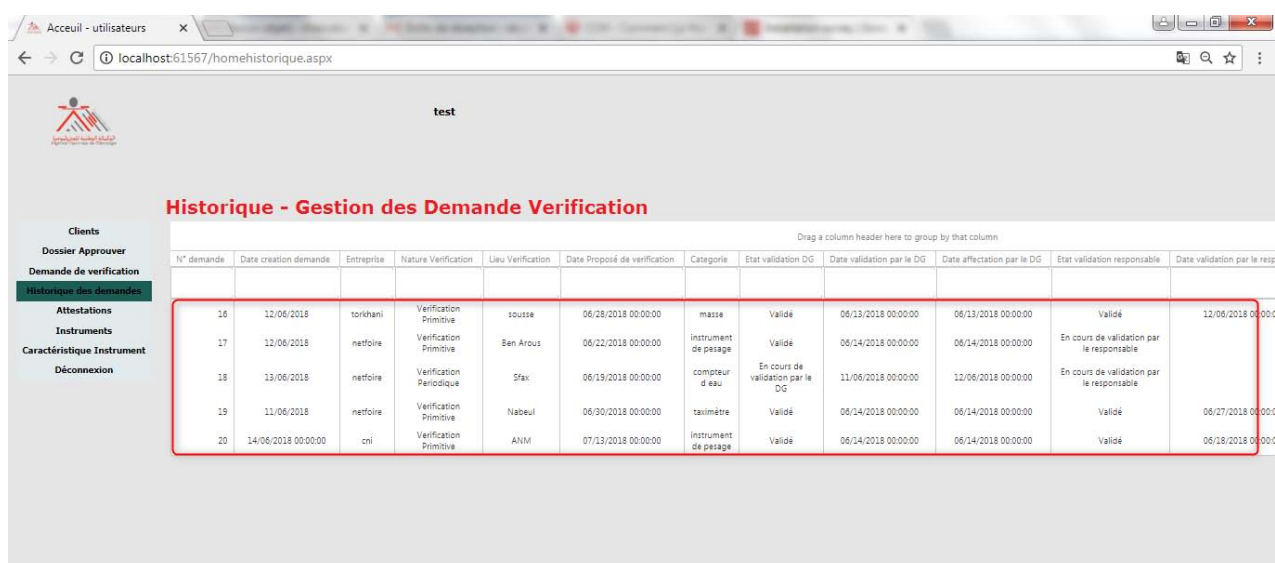 Acceuil - utilisateurs
localhost:61567/homehistorique.aspx
test
Historique - Gestion des Demande Verification
Clients
Dossier Approuver
Demande de verification
Historique des demandes
Attestations
Instruments
Caractéristique Instrument
Déconnexion
Drag a column header here to group by that column
N° demande Date creation demande Entreprise Nature Verification Lieu Verification Date Proposé de verification Categorie Etat validation DG Date validation par le DG Date affectation par le DG Etat validation responsable Date validation par le resp
16 12/06/2018 torkhani Verification Primitive sousse 06/28/2018 00:00:00 masse Validé 06/13/2018 00:00:00 06/13/2018 00:00:00 Validé 12/06/2018 00:00:0
17 12/06/2018 netfoire Verification Primitive Ben Arous 06/22/2018 00:00:00 instrument de pesage Validé 06/14/2018 00:00:00 06/14/2018 00:00:00 En cours de validation par le responsable
18 13/06/2018 netfoire Verification Periodique Sfax 06/19/2018 00:00:00 compteur d eau En cours de validation par le DG 11/06/2018 00:00:00 12/06/2018 00:00:00 En cours de validation par le responsable
19 11/06/2018 netfoire Verification Primitive Nabeul 06/30/2018 00:00:00 taximètre Validé 06/14/2018 00:00:00 06/14/2018 00:00:00 Validé 06/27/2018 00:00:0
20 14/06/2018 00:00:00 cni Verification Primitive ANM 07/13/2018 00:00:00 instrument de pesage Validé 06/14/2018 00:00:00 06/14/2018 00:00:00 Validé 06/18/2018 00:00:0